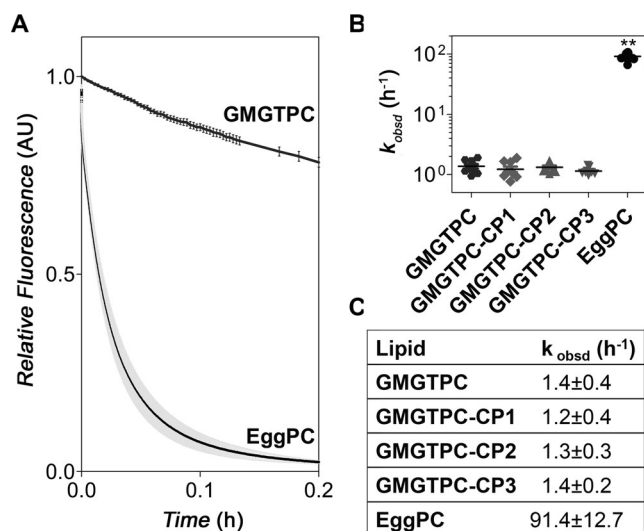 A
Relative Fluorescence (AU)
1.0
0.5
0.0
GMGTPC
EggPC
0.0 0.1 0.2
Time (h)
B
kobsd (h-1)
10²
10¹
10⁰
**
GMGTPC
GMGTPC-CP1
GMGTPC-CP2
GMGTPC-CP3
EggPC
C
Lipid k obsd (h-1)
GMGTPC 1.4±0.4
GMGTPC-CP1 1.2±0.4
GMGTPC-CP2 1.3±0.3
GMGTPC-CP3 1.4±0.2
EggPC 91.4±12.7